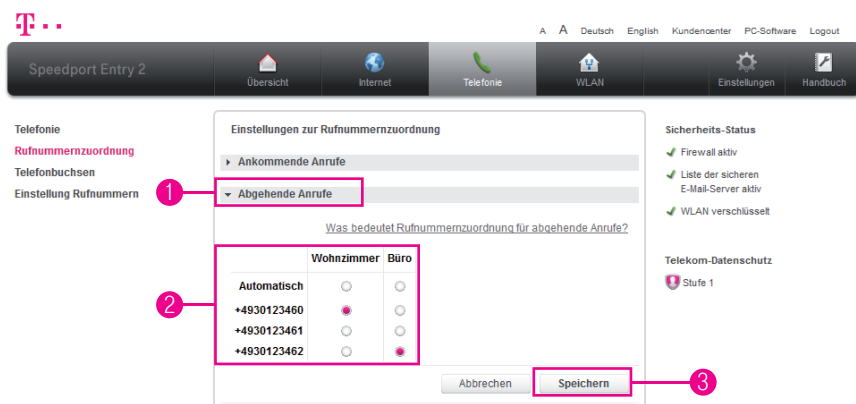 T
A A Deutsch English Kundencenter PC-Software Logout
Speedport Entry 2
Übersicht Internet Telefonie WLAN Einstellungen Handbuch
Telefonie
Rufnummernzuordnung
Telefonbuchsen
Einstellung Rufnummern
Einstellungen zur Rufnummernzuordnung
Ankommende Anrufe
1 Abgehende Anrufe
Was bedeutet Rufnummernzuordnung für abgehende Anrufe?
2
Wohnzimmer Büro
Automatisch
+4930123460
+4930123461
+4930123462
Abbrechen Speichern 3
Sicherheits-Status
Firewall aktiv
Liste der sicheren
E-Mail-Server aktiv
WLAN verschlüsselt
Telekom-Datenschutz
Stufe 1